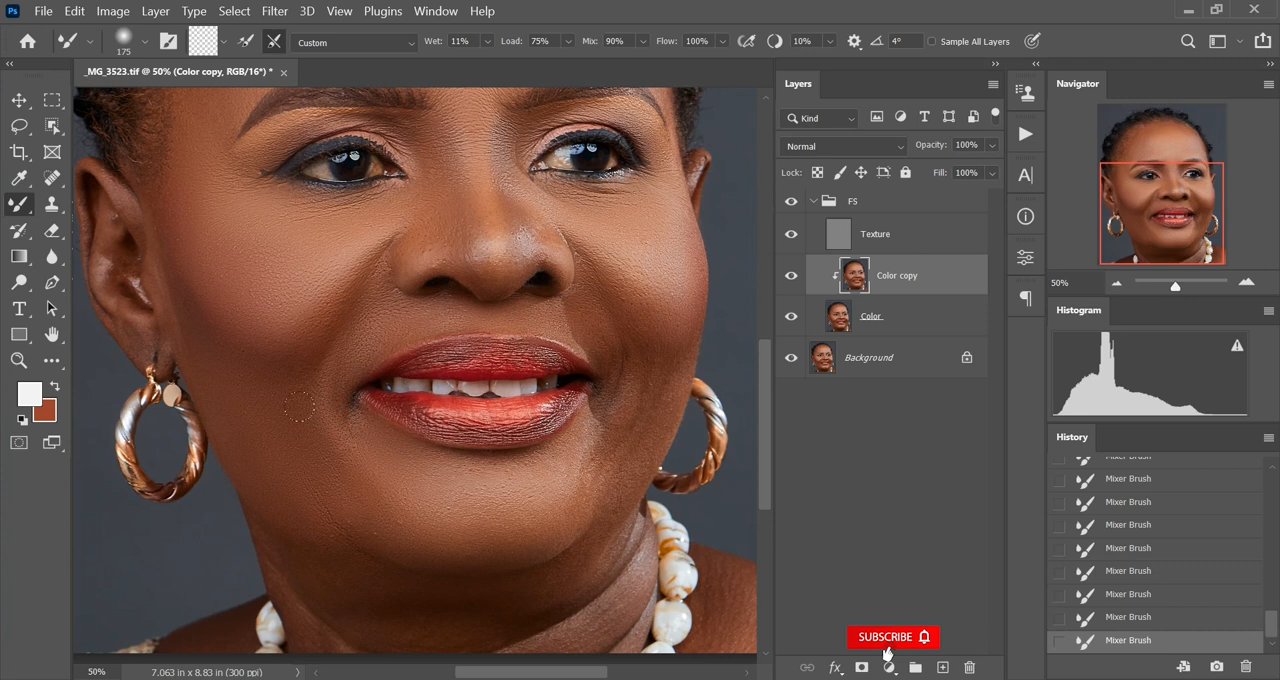 Ps File Edit Image Layer Type Select Filter 3D View Plugins Window Help
175 Custom Wet: 11% Load: 75% Mix: 90% Flow: 100% 10% 4° Sample All Layers
_MG_3523.tif @ 50% (Color copy, RGB/16*) *
Layers
Kind
Normal Opacity: 100%
Lock: Fill: 100%
FS
Texture
Color copy
Color
Background
SUBSCRIBE
Navigator
50%
Histogram
History
Mixer Brush
Mixer Brush
Mixer Brush
Mixer Brush
Mixer Brush
Mixer Brush
Mixer Brush
Mixer Brush
Mixer Brush
50% 7.063 in x 8.83 in (300 ppi)